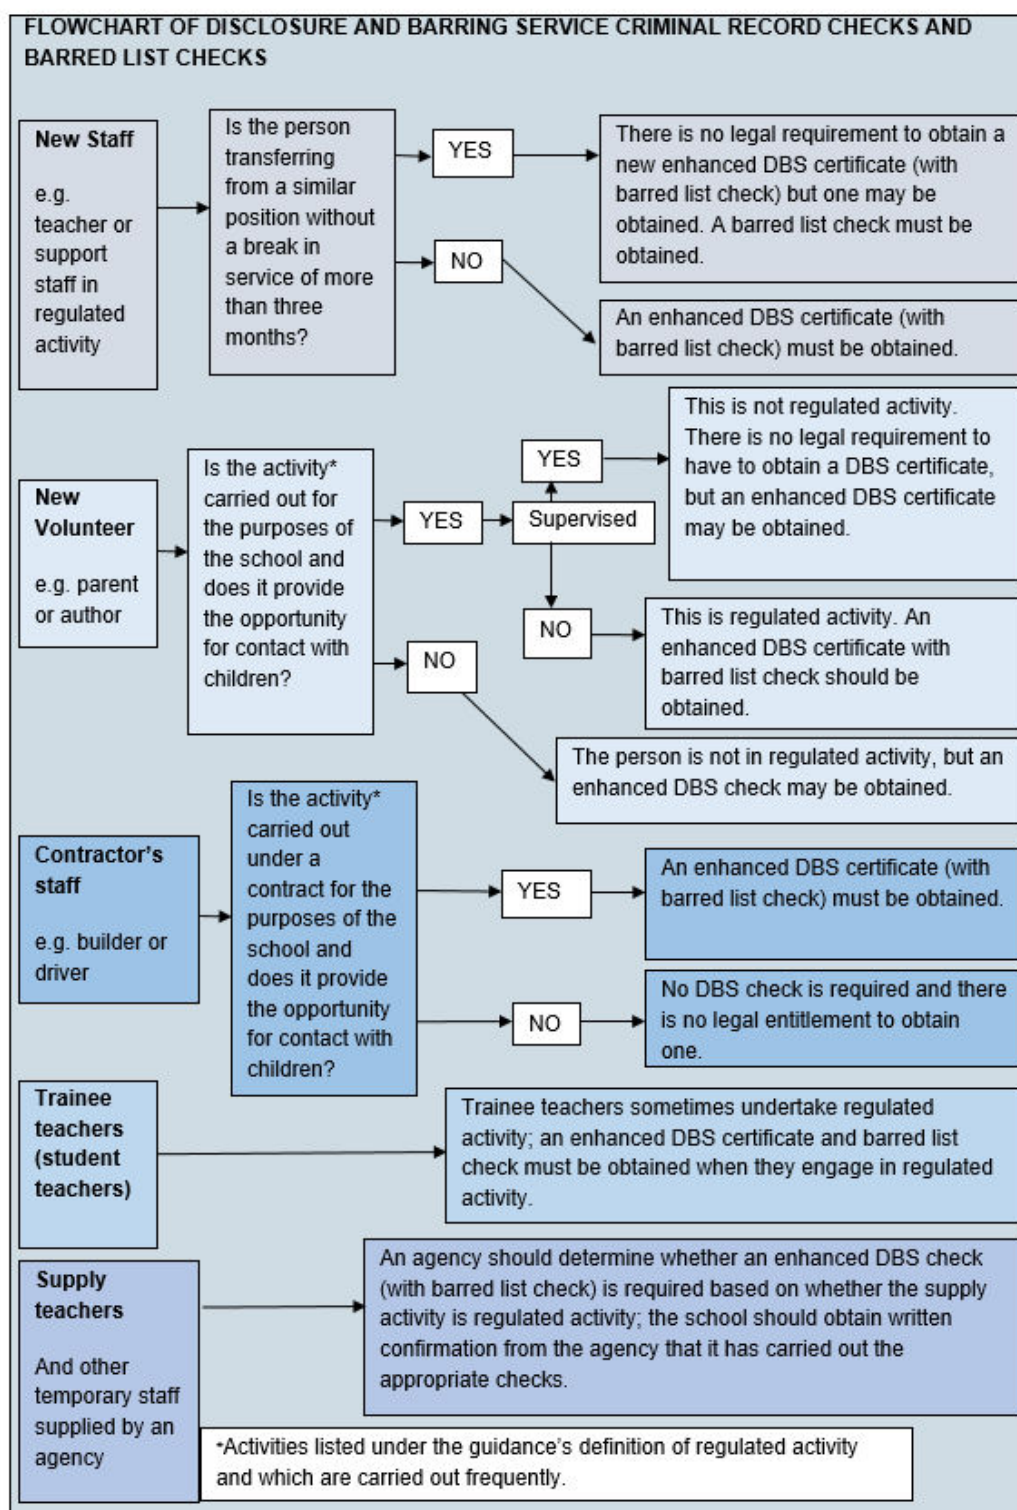 FLOWCHART OF DISCLOSURE AND BARRING SERVICE CRIMINAL RECORD CHECKS AND
BARRED LIST CHECKS
New Staff
e.g.
teacher or
support
staff in
regulated
activity
Is the person
transferring
from a similar
position without
a break in
service of more
than three
months?
YES
There is no legal requirement to obtain a
new enhanced DBS certificate (with
barred list check) but one may be
obtained. A barred list check must be
obtained.
NO
An enhanced DBS certificate (with
barred list check) must be obtained.
New
Volunteer
e.g. parent
or author
Is the activity*
carried out for
the purposes of
the school and
does it provide
the opportunity
for contact with
children?
YES
Supervised
YES
This is not regulated activity.
There is no legal requirement to
have to obtain a DBS certificate,
but an enhanced DBS certificate
may be obtained.
NO
This is regulated activity. An
enhanced DBS certificate with
barred list check should be
obtained.
NO
The person is not in regulated activity, but an
enhanced DBS check may be obtained.
Contractor's
staff
e.g. builder or
driver
Is the activity*
carried out
under a
contract for the
purposes of the
school and
does it provide
the opportunity
for contact with
children?
YES
An enhanced DBS certificate (with
barred list check) must be obtained.
NO
No DBS check is required and there
is no legal entitlement to obtain
one.
Trainee
teachers
(student
teachers)
Trainee teachers sometimes undertake regulated
activity; an enhanced DBS certificate and barred list
check must be obtained when they engage in regulated
activity.
Supply
teachers
And other
temporary staff
supplied by an
agency
An agency should determine whether an enhanced DBS check
(with barred list check) is required based on whether the supply
activity is regulated activity; the school should obtain written
confirmation from the agency that it has carried out the
appropriate checks.
*Activities listed under the guidance's definition of regulated activity
and which are carried out frequently.